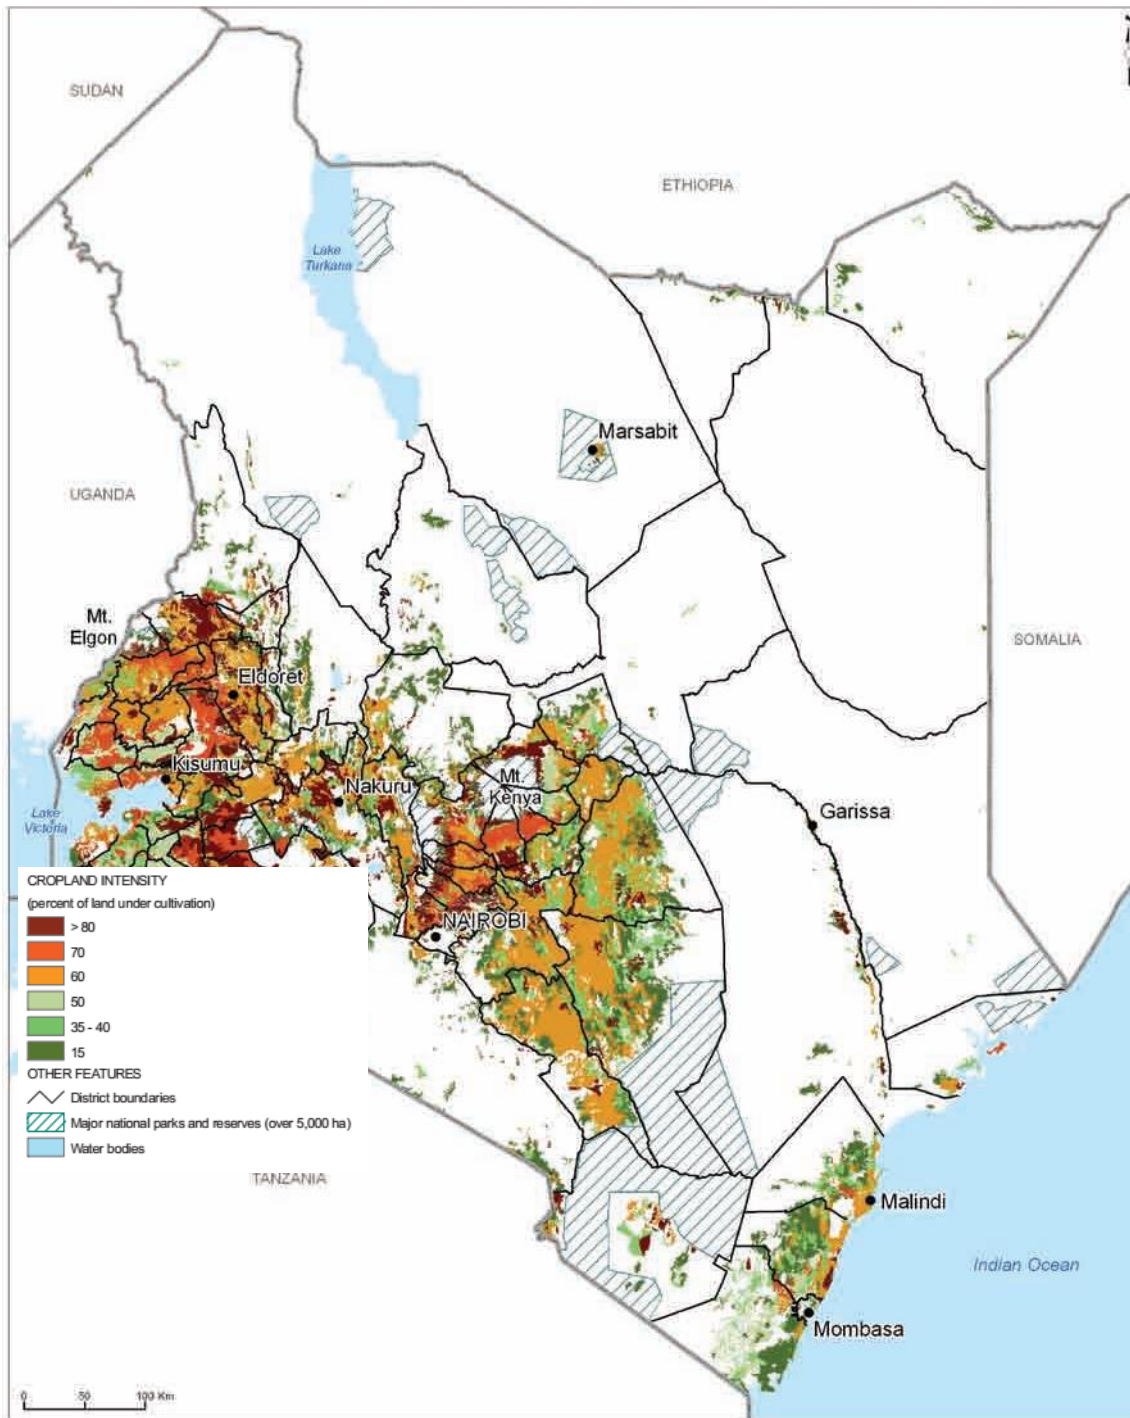 SUDAN
ETHIOPIA
Lake
Turkana
Marsabit
UGANDA
Mt.
Elgon
SOMALIA
Eldoret
Kisumu
Nakuru
Mt.
Kenya
Lake
Victoria
Garissa
NAIROBI
CROPLAND INTENSITY
(percent of land under cultivation)
> 80
70
60
50
35 - 40
15
OTHER FEATURES
District boundaries
Major national parks and reserves (over 5,000 ha)
Water bodies
TANZANIA
Malindi
Indian Ocean
Mombasa
0 50 100 Km